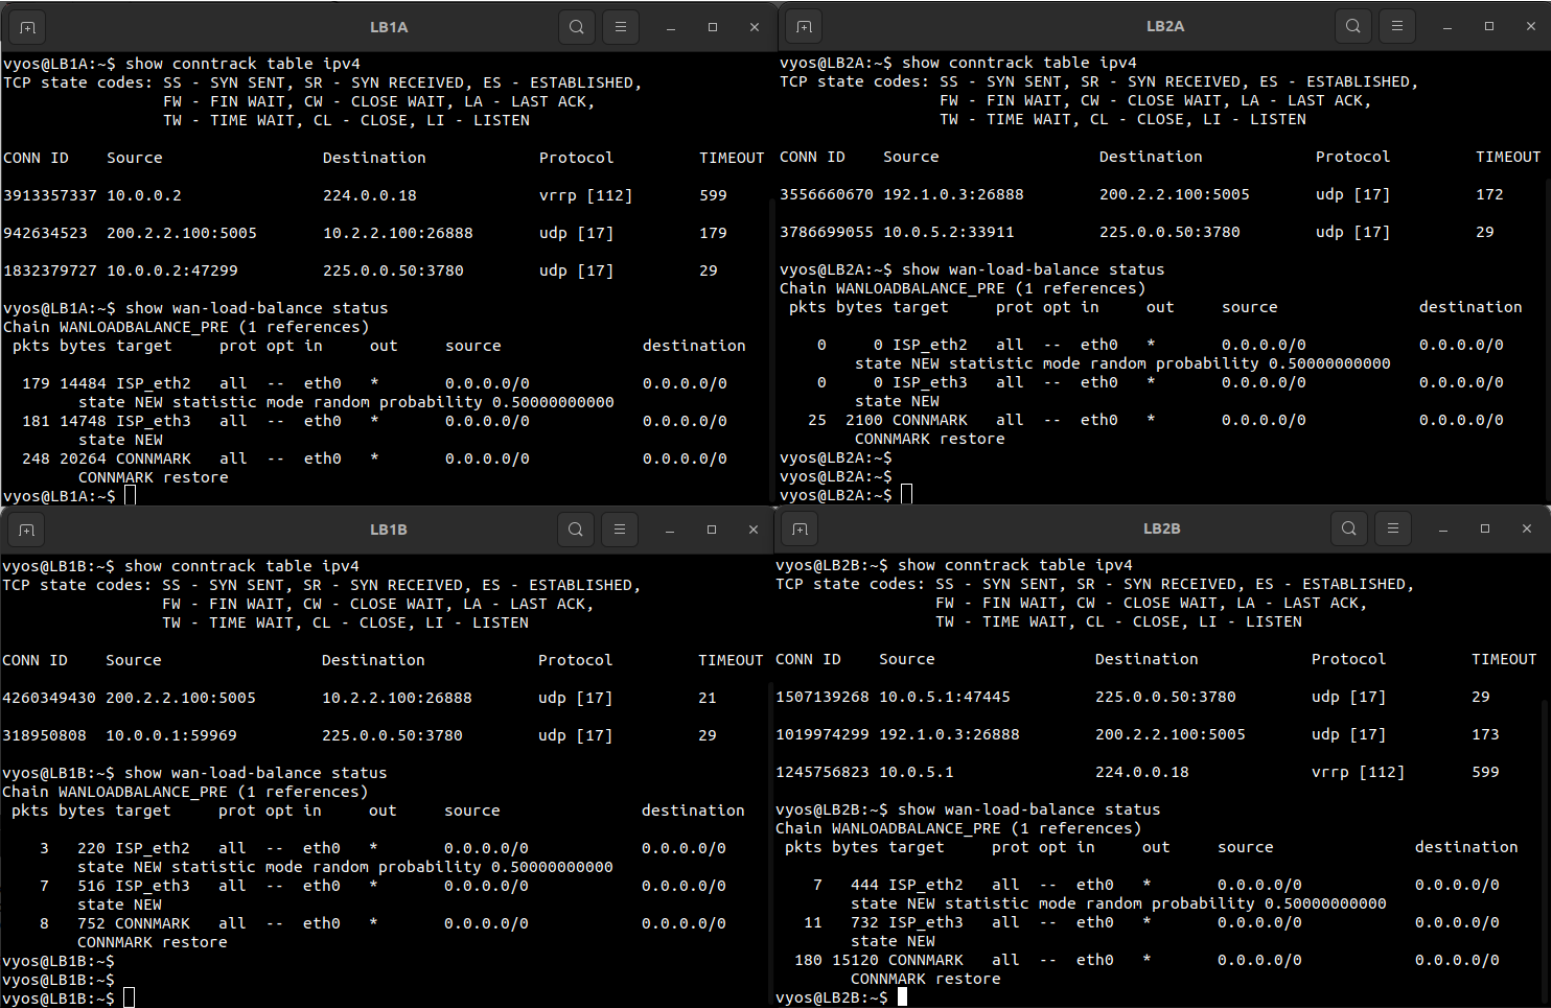 LB1A
vyos@LB1A:~$ show conntrack table ipv4
TCP state codes: SS - SYN SENT, SR - SYN RECEIVED, ES - ESTABLISHED,
FW - FIN WAIT, CW - CLOSE WAIT, LA - LAST ACK,
TW - TIME WAIT, CL - CLOSE, LI - LISTEN
CONN ID Source Destination Protocol TIMEOUT
3913357337 10.0.0.2 224.0.0.18 vrrp [112] 599
942634523 200.2.2.100:5005 10.2.2.100:26888 udp [17] 179
1832379727 10.0.0.2:47299 225.0.0.50:3780 udp [17] 29
vyos@LB1A:~$ show wan-load-balance status
Chain WANLOADBALANCE_PRE (1 references)
pkts bytes target prot opt in out source destination
179 14484 ISP_eth2 all -- eth0 * 0.0.0.0/0 0.0.0.0/0
state NEW statistic mode random probability 0.50000000000
181 14748 ISP_eth3 all -- eth0 * 0.0.0.0/0 0.0.0.0/0
state NEW
248 20264 CONNMARK all -- eth0 * 0.0.0.0/0 0.0.0.0/0
CONNMARK restore
vyos@LB1A:~$
LB2A
vyos@LB2A:~$ show conntrack table ipv4
TCP state codes: SS - SYN SENT, SR - SYN RECEIVED, ES - ESTABLISHED,
FW - FIN WAIT, CW - CLOSE WAIT, LA - LAST ACK,
TW - TIME WAIT, CL - CLOSE, LI - LISTEN
CONN ID Source Destination Protocol TIMEOUT
3556660670 192.1.0.3:26888 200.2.2.100:5005 udp [17] 172
3786699055 10.0.5.2:33911 225.0.0.50:3780 udp [17] 29
vyos@LB2A:~$ show wan-load-balance status
Chain WANLOADBALANCE_PRE (1 references)
pkts bytes target prot opt in out source destination
0 0 ISP_eth2 all -- eth0 * 0.0.0.0/0 0.0.0.0/0
state NEW statistic mode random probability 0.50000000000
0 0 ISP_eth3 all -- eth0 * 0.0.0.0/0 0.0.0.0/0
state NEW
25 2100 CONNMARK all -- eth0 * 0.0.0.0/0 0.0.0.0/0
CONNMARK restore
vyos@LB2A:~$
vyos@LB2A:~$
vyos@LB2A:~$
LB1B
vyos@LB1B:~$ show conntrack table ipv4
TCP state codes: SS - SYN SENT, SR - SYN RECEIVED, ES - ESTABLISHED,
FW - FIN WAIT, CW - CLOSE WAIT, LA - LAST ACK,
TW - TIME WAIT, CL - CLOSE, LI - LISTEN
CONN ID Source Destination Protocol TIMEOUT
4260349430 200.2.2.100:5005 10.2.2.100:26888 udp [17] 21
318950808 10.0.0.1:59969 225.0.0.50:3780 udp [17] 29
vyos@LB1B:~$ show wan-load-balance status
Chain WANLOADBALANCE_PRE (1 references)
pkts bytes target prot opt in out source destination
3 220 ISP_eth2 all -- eth0 * 0.0.0.0/0 0.0.0.0/0
state NEW statistic mode random probability 0.50000000000
7 516 ISP_eth3 all -- eth0 * 0.0.0.0/0 0.0.0.0/0
state NEW
8 752 CONNMARK all -- eth0 * 0.0.0.0/0 0.0.0.0/0
CONNMARK restore
vyos@LB1B:~$
vyos@LB1B:~$
vyos@LB1B:~$
LB2B
vyos@LB2B:~$ show conntrack table ipv4
TCP state codes: SS - SYN SENT, SR - SYN RECEIVED, ES - ESTABLISHED,
FW - FIN WAIT, CW - CLOSE WAIT, LA - LAST ACK,
TW - TIME WAIT, CL - CLOSE, LI - LISTEN
CONN ID Source Destination Protocol TIMEOUT
1507139268 10.0.5.1:47445 225.0.0.50:3780 udp [17] 29
1019974299 192.1.0.3:26888 200.2.2.100:5005 udp [17] 173
1245756823 10.0.5.1 224.0.0.18 vrrp [112] 599
vyos@LB2B:~$ show wan-load-balance status
Chain WANLOADBALANCE_PRE (1 references)
pkts bytes target prot opt in out source destination
7 444 ISP_eth2 all -- eth0 * 0.0.0.0/0 0.0.0.0/0
state NEW statistic mode random probability 0.50000000000
11 732 ISP_eth3 all -- eth0 * 0.0.0.0/0 0.0.0.0/0
state NEW
180 15120 CONNMARK all -- eth0 * 0.0.0.0/0 0.0.0.0/0
CONNMARK restore
vyos@LB2B:~$